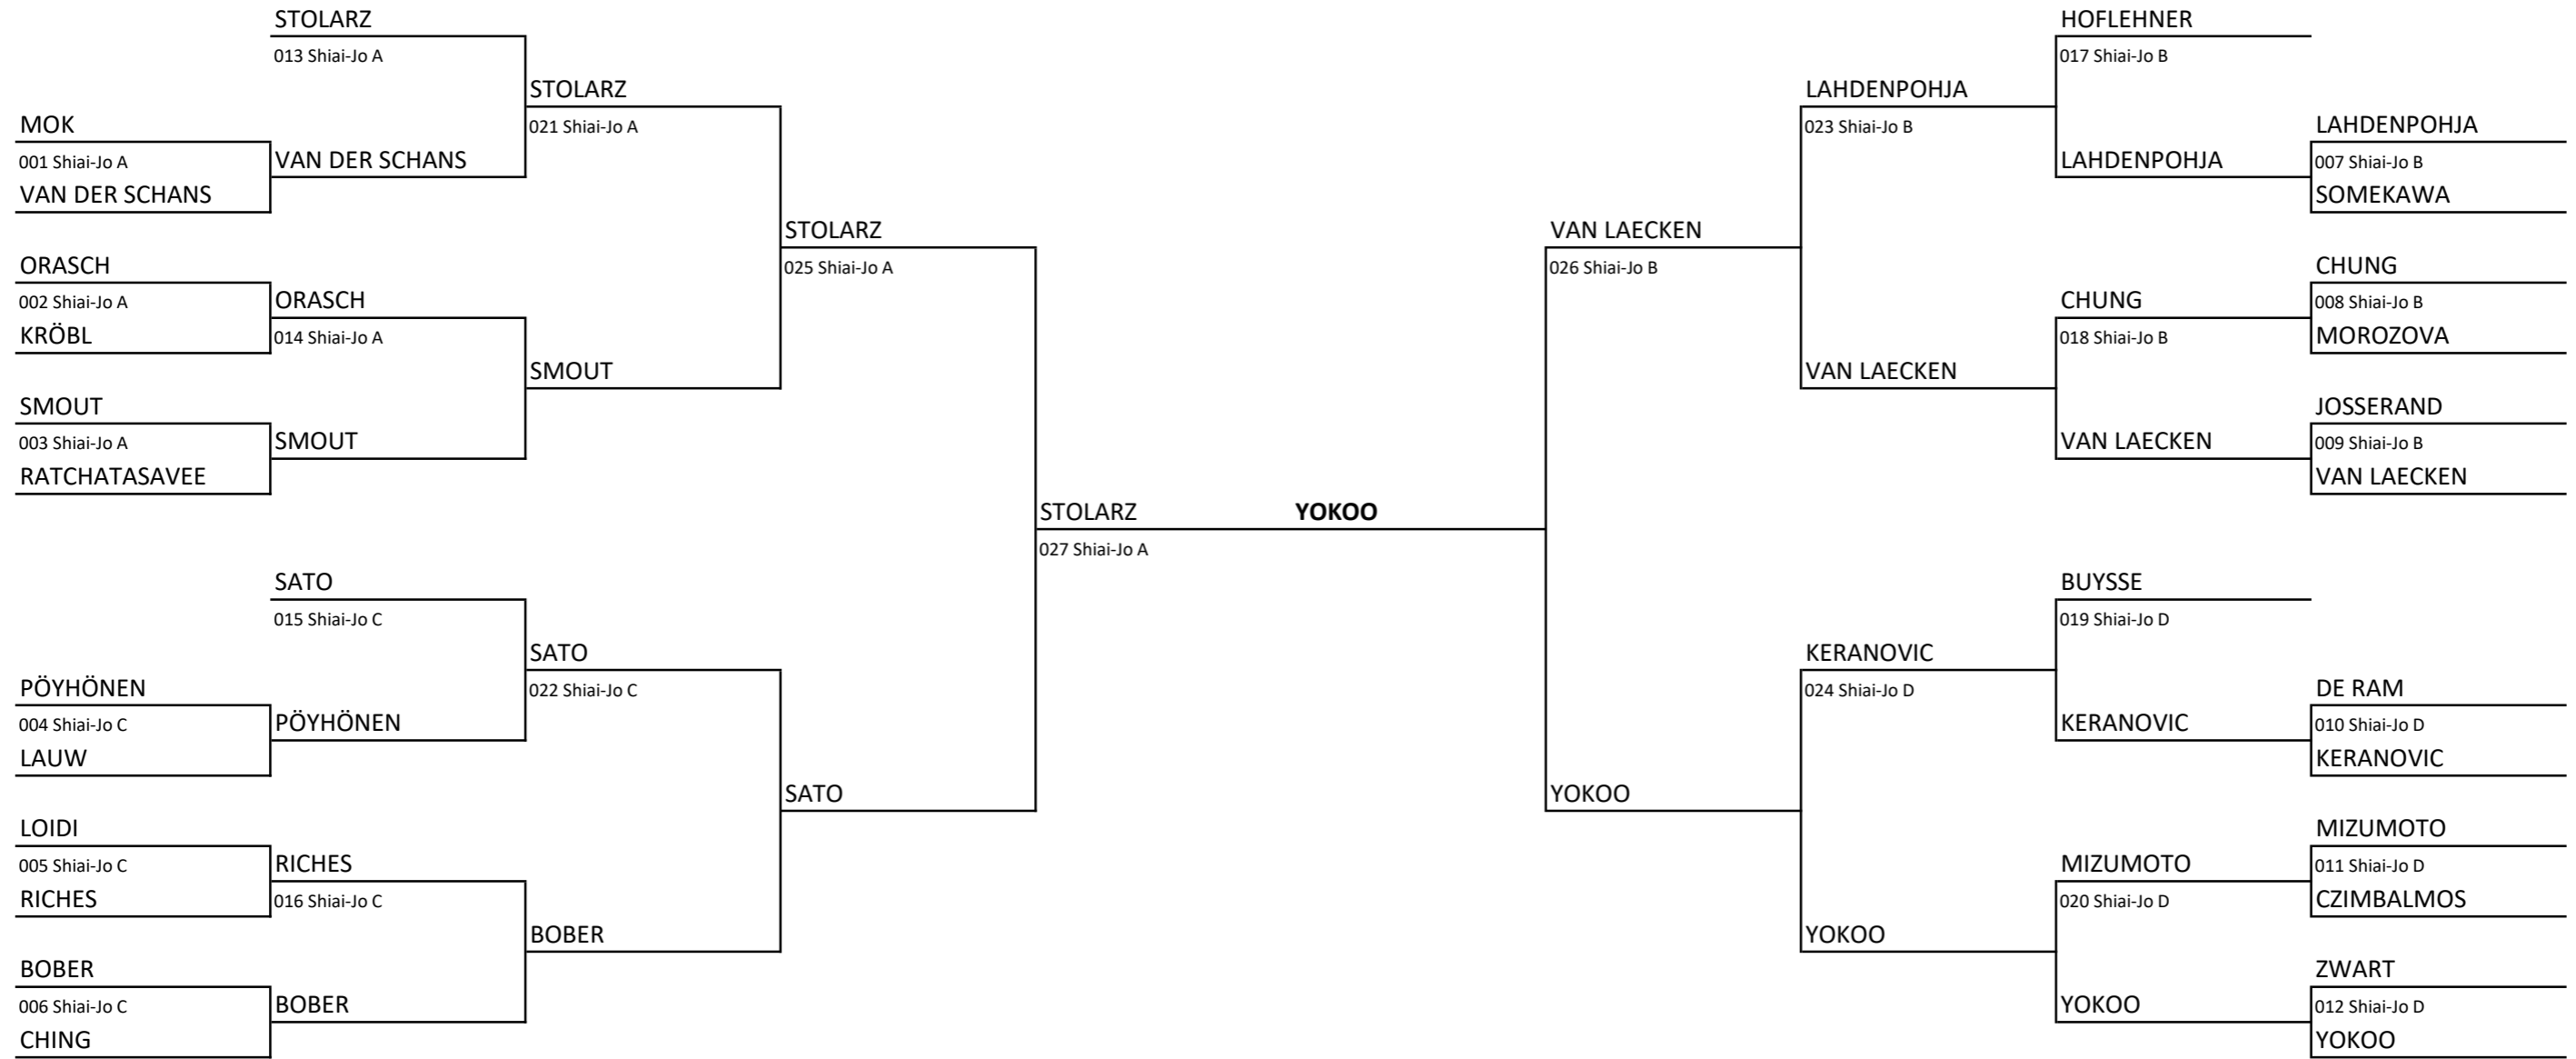 STOLARZ
013 Shiai-Jo A
MOK
001 Shiai-Jo A
VAN DER SCHANS
VAN DER SCHANS
STOLARZ
021 Shiai-Jo A
ORASCH
002 Shiai-Jo A
KRÖBL
ORASCH
014 Shiai-Jo A
SMOUT
003 Shiai-Jo A
RATCHATASAVEE
SMOUT
SMOUT
STOLARZ
025 Shiai-Jo A
SATO
015 Shiai-Jo C
PÖYHÖNEN
004 Shiai-Jo C
LAUW
PÖYHÖNEN
SATO
022 Shiai-Jo C
LOIDI
005 Shiai-Jo C
RICHES
RICHES
016 Shiai-Jo C
BOBER
006 Shiai-Jo C
CHING
BOBER
BOBER
SATO
STOLARZ
027 Shiai-Jo A
YOKOO
VAN LAECKEN
026 Shiai-Jo B
YOKOO
LAHDENPOHJA
023 Shiai-Jo B
VAN LAECKEN
HOFLEHNER
017 Shiai-Jo B
LAHDENPOHJA
LAHDENPOHJA
007 Shiai-Jo B
SOMEKAWA
CHUNG
018 Shiai-Jo B
VAN LAECKEN
CHUNG
008 Shiai-Jo B
MOROZOVA
JOSSERAND
009 Shiai-Jo B
VAN LAECKEN
KERANOVIC
024 Shiai-Jo D
YOKOO
BUYSSE
019 Shiai-Jo D
KERANOVIC
DE RAM
010 Shiai-Jo D
KERANOVIC
MIZUMOTO
020 Shiai-Jo D
YOKOO
MIZUMOTO
011 Shiai-Jo D
CZIMBALMOS
ZWART
012 Shiai-Jo D
YOKOO